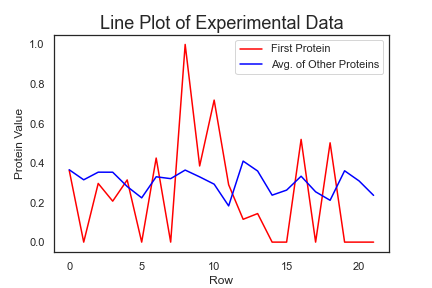 Line Plot of Experimental Data
First Protein
Avg. of Other Proteins
Protein Value
1.0
0.8
0.6
0.4
0.2
0.0
0 5 10 15 20
Row